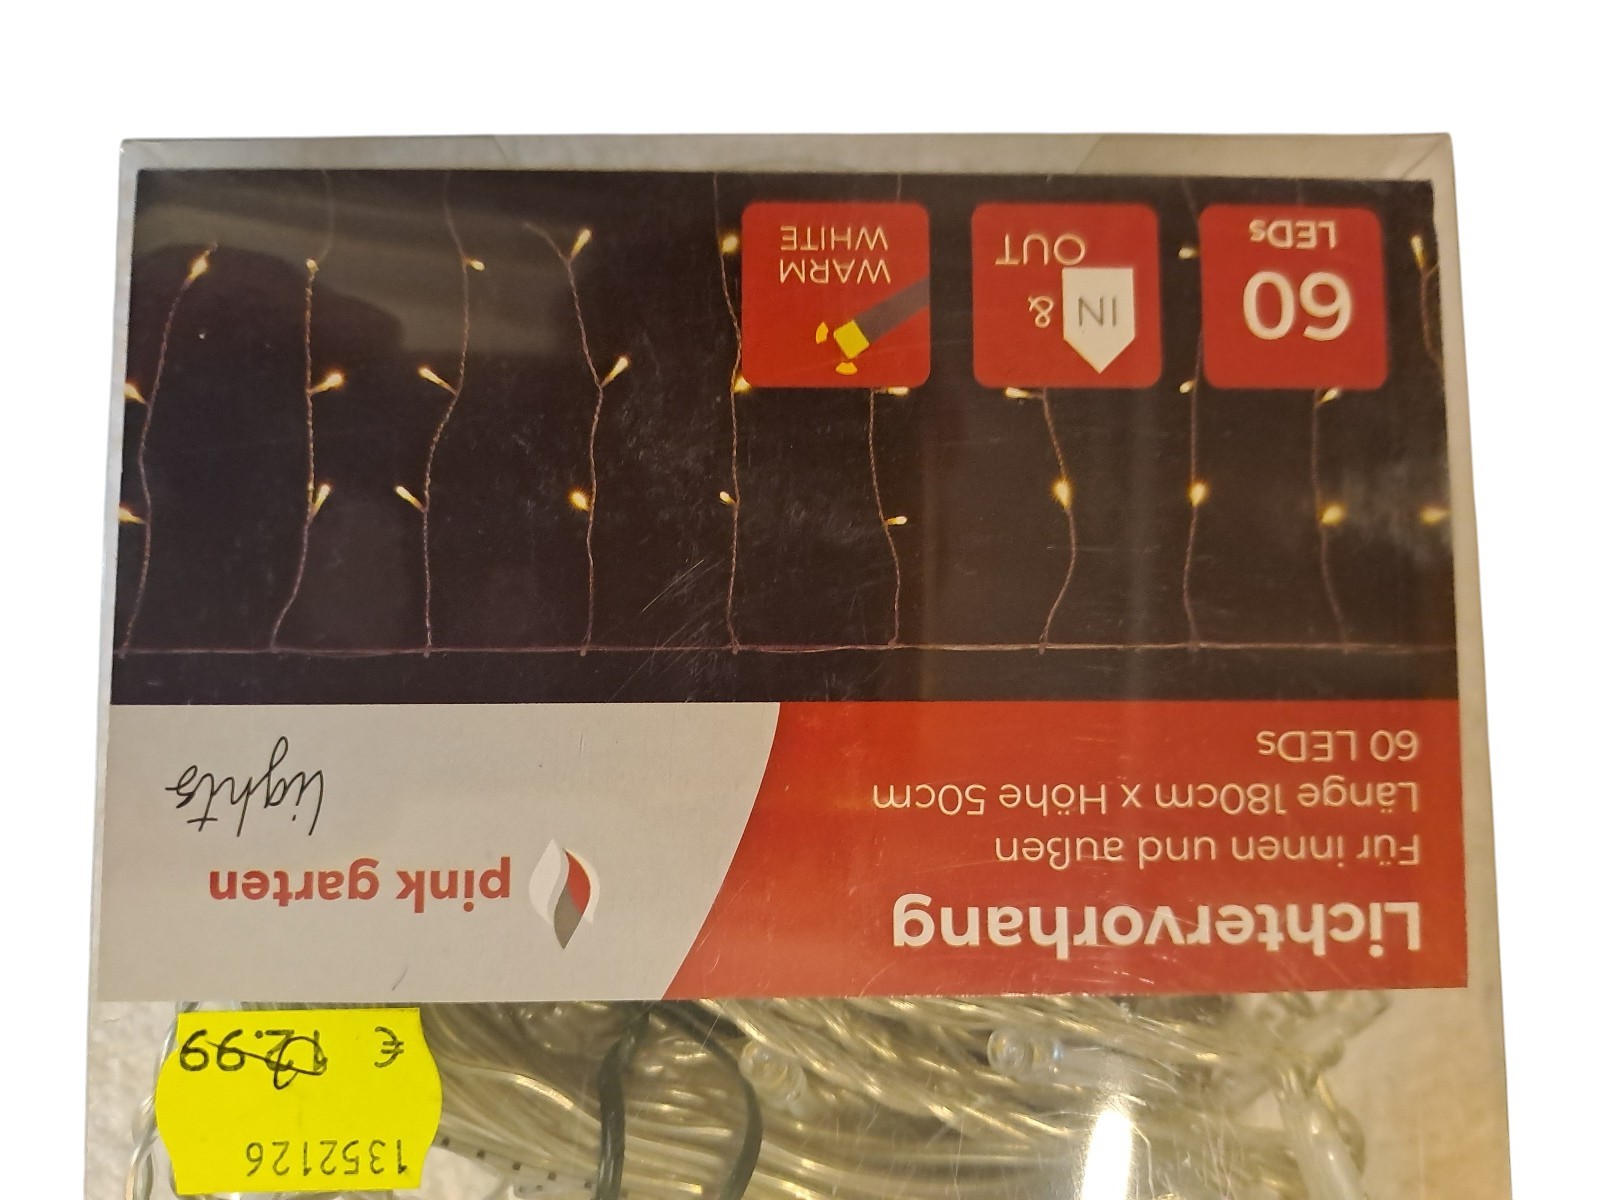 1352126
€ 12.99
Lichtervorhang
Für innen und außen
Länge 180cm x Höhe 50cm
60 LEDs
pink garten
lights
60
LEDs
IN &
OUT
WARM
WHITE